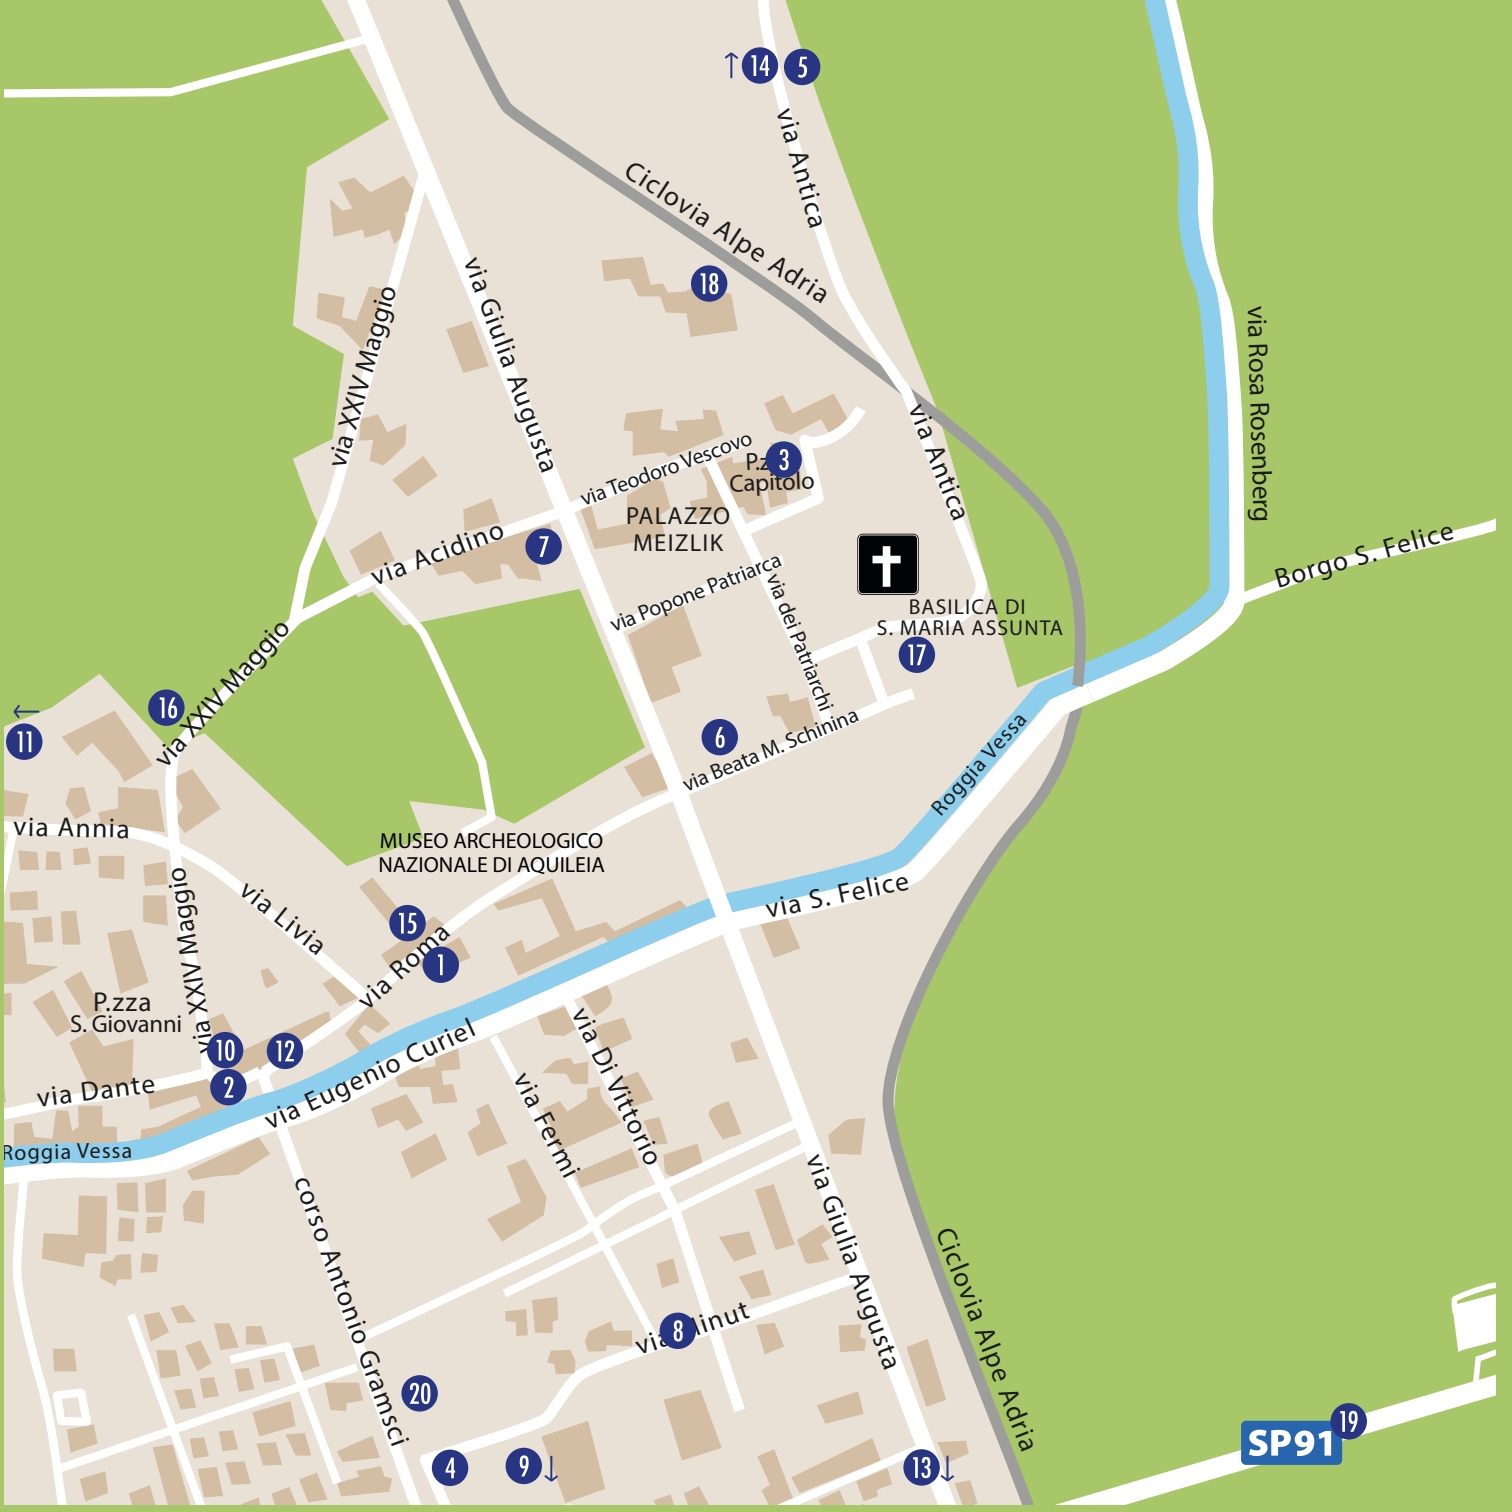 14
5
via Antica
Ciclovia Alpe Adria
18
via Giulia Augusta
via XXIV Maggio
via Rosa Rosenberg
via Antica
via Teodoro Vescovo
3
Capitolo
PALAZZO
MEIZLIK
7
via Acidino
Borgo S. Felice
via Popone Patriarca
via dei Patriarchi
BASILICA DI
S. MARIA ASSUNTA
17
via XXIV Maggio
16
11
6
via Beata M. Schinina
Roggia Vessa
via Annia
MUSEO ARCHEOLOGICO
NAZIONALE DI AQUILEIA
via S. Felice
via XXIV Maggio
via Livia
15
via Roma
1
P.zza
S. Giovanni
10
12
2
via Dante
via Eugenio Curiel
via Di Vittorio
via Fermi
Roggia Vessa
corso Antonio Gramsci
via Giulia Augusta
Ciclovia Alpe Adria
via
8
20
4
9
13
SP91
19